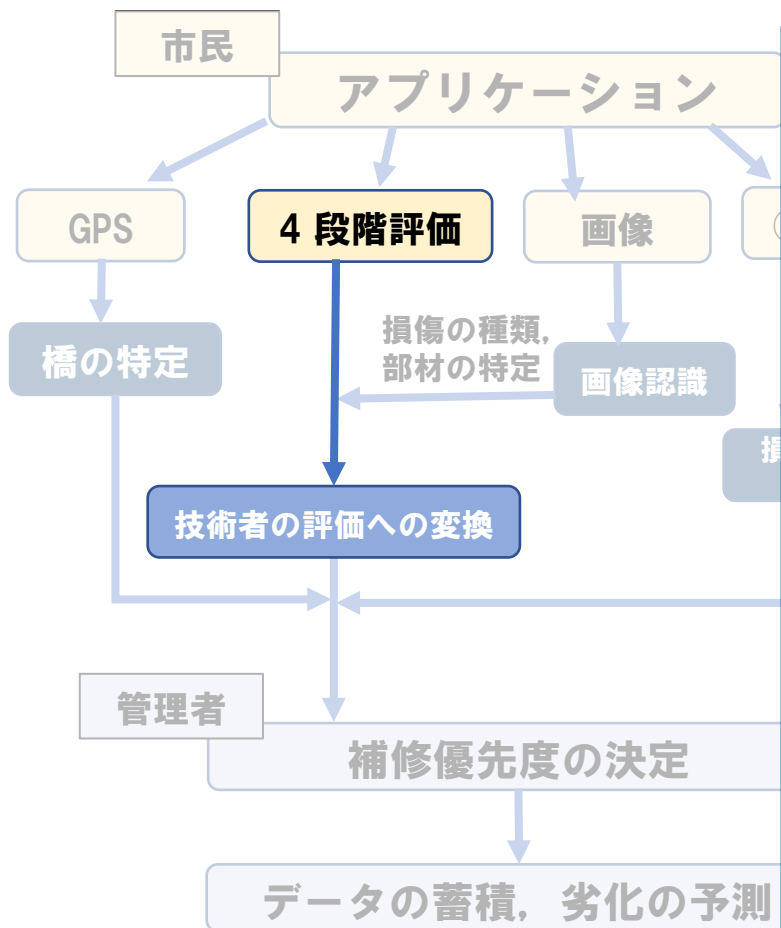 市民
アプリケーション
GPS
4 段階評価
画像
橋の特定
損傷の種類,
部材の特定
画像認識
損
技術者の評価への変換
管理者
補修優先度の決定
データの蓄積, 劣化の予測